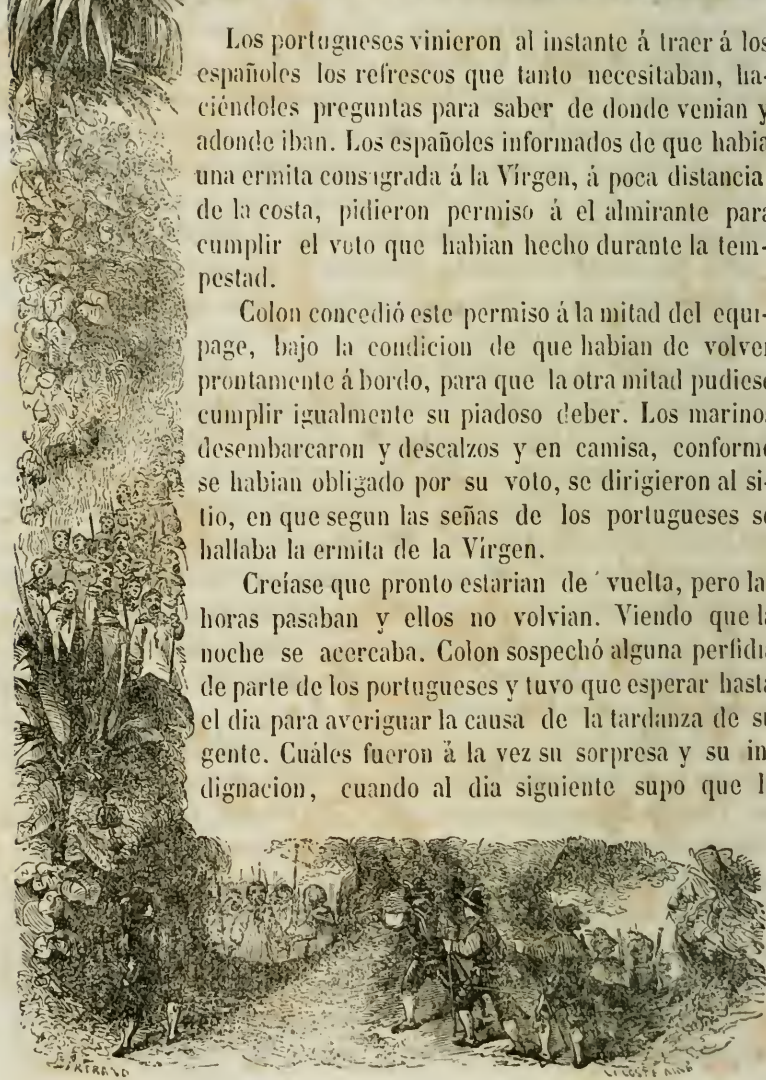 Los portugueses vinieron al instante á traer á los
españoles los refrescos que tanto necesitaban, ha-
ciéndoles preguntas para saber de donde venian y
adonde iban. Los españoles informados de que habia
una ermita consagrada á la Vírgen, á poca distancia
de la costa, pidieron permiso á el almirante para
cumplir el voto que habian hecho durante la tem-
pestad.
Colon concedió este permiso á la mitad del equi-
page, bajo la condicion de que habian de volver
prontamente á bordo, para que la otra mitad pudiese
cumplir igualmente su piadoso deber. Los marinos
desembarcaron y descalzos y en camisa, conforme
se habian obligado por su voto, se dirigieron al si-
tio, en que segun las señas de los portugueses se
hallaba la ermita de la Vírgen.
Creíase que pronto estarian de vuelta, pero la
horas pasaban y ellos no volvian. Viendo que l
noche se acercaba. Colon sospechó alguna perfidi
de parte de los portugueses y tuvo que esperar hasta
el dia para averiguar la causa de la tardanza de su
gente. Cuáles fueron á la vez su sorpresa y su in
dignacion, cuando al dia siguiente supo que l